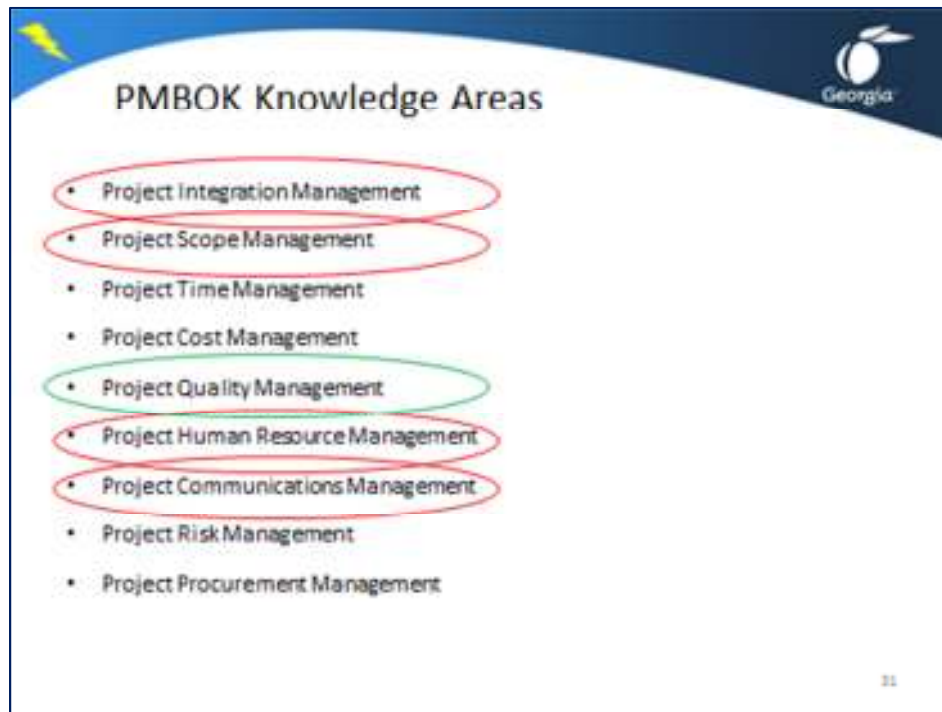 PMBOK Knowledge Areas
Georgia
• Project Integration Management
• Project Scope Management
• Project Time Management
• Project Cost Management
• Project Quality Management
• Project Human Resource Management
• Project Communications Management
• Project Risk Management
• Project Procurement Management
31